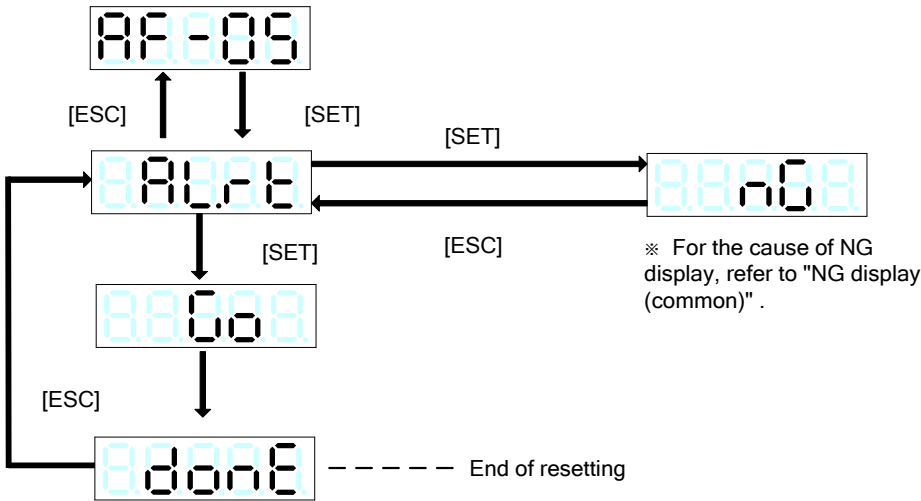 AF-05
[ESC]
[SET]
[SET]
AL.rt
nG
[SET]
[ESC]
※ For the cause of NG
display, refer to "NG display
(common)" .
Go
[ESC]
donE
End of resetting